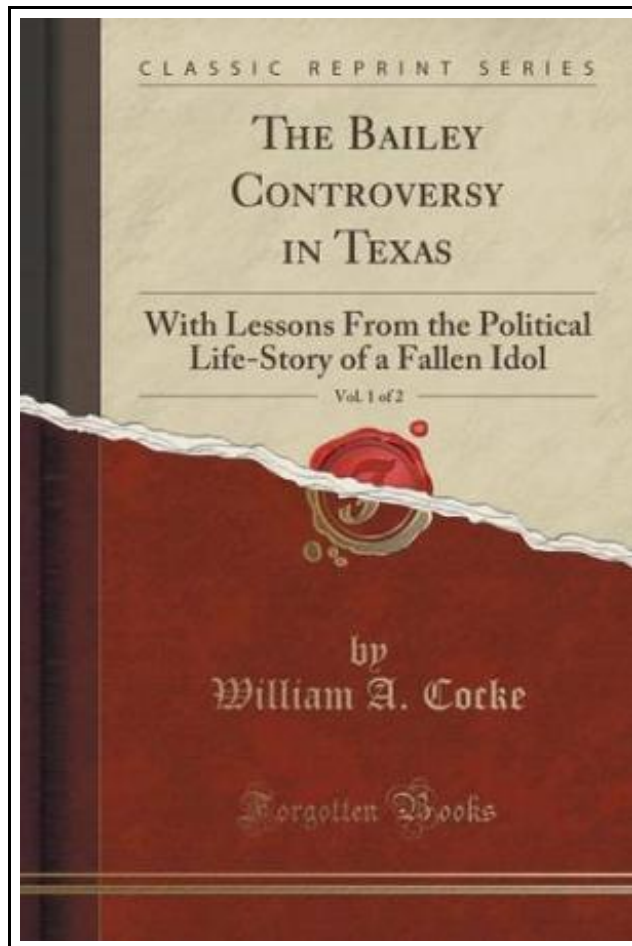 CLASSIC REPRINT SERIES
THE BAILEY
CONTROVERSY
IN TEXAS
With Lessons From the Political
Life-Story of a Fallen Idol
Vol. 1 of 2
F
by
William A. Cocke
Forgotten Books